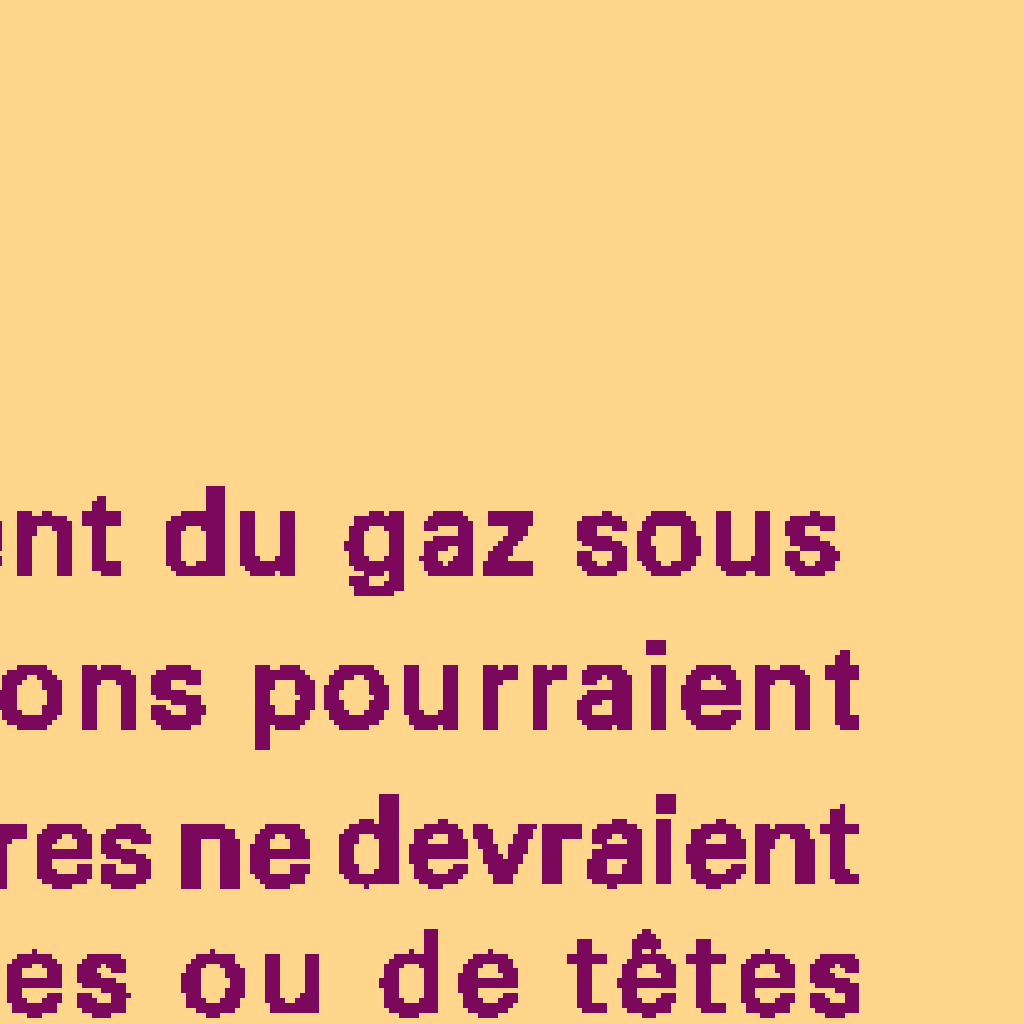 ent du gaz sous
ons pourraient
res ne devraient
es ou de têtes